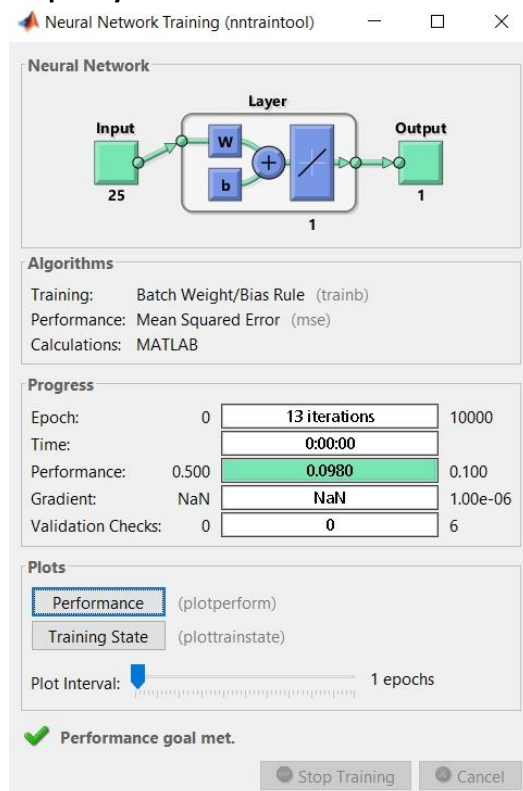 Neural Network Training (nntraintool)
Neural Network
Layer
Input
Output
W
b
+
25
1
1
Algorithms
Training: Batch Weight/Bias Rule (trainb)
Performance: Mean Squared Error (mse)
Calculations: MATLAB
Progress
Epoch: 0 13 iterations 10000
Time: 0:00:00
Performance: 0.500 0.0980 0.100
Gradient: NaN NaN 1.00e-06
Validation Checks: 0 0 6
Plots
Performance (plotperform)
Training State (plottrainstate)
Plot Interval: 1 epochs
Performance goal met.
Stop Training Cancel